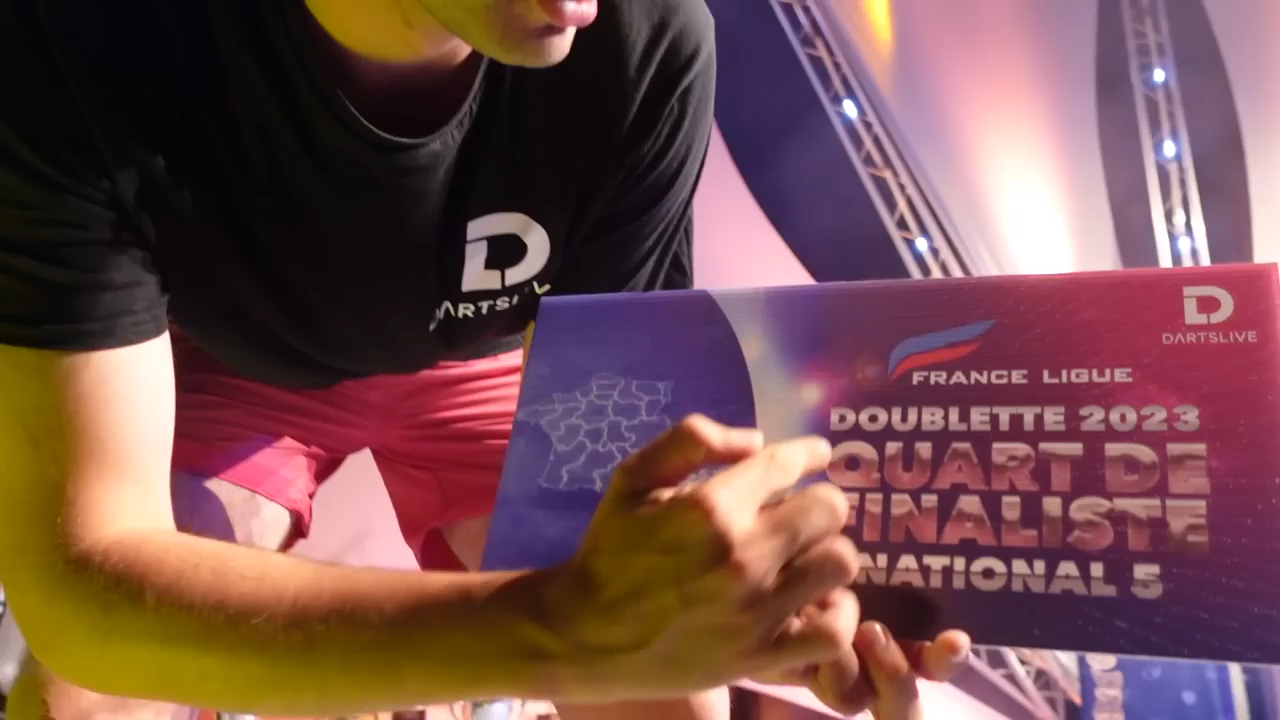 DARTSLIVE
DARTSLIVE
FRANCE LIGUE
DOUBLETTE 2023
QUART DE
FINALISTE
NATIONAL 5